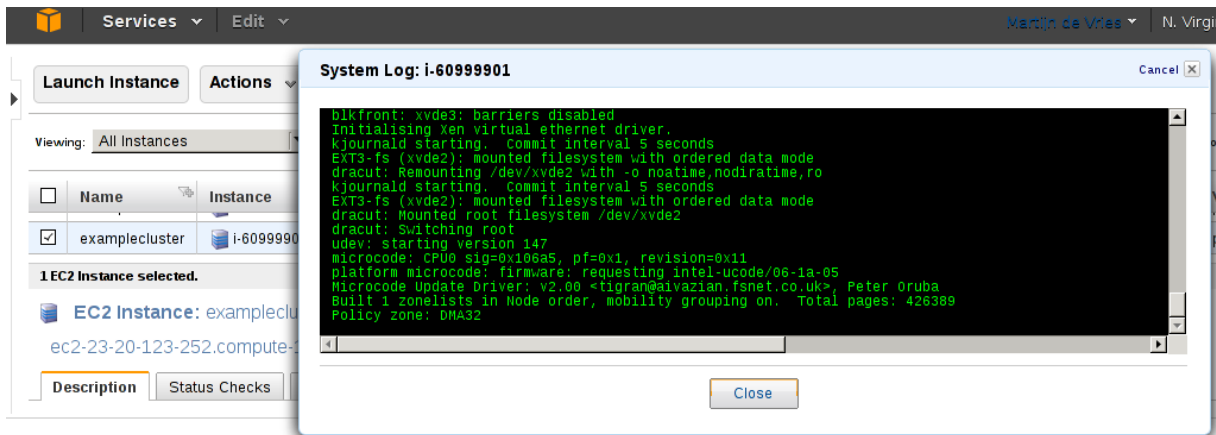 Services Edit Martijn de Vries N. Virgi
Launch Instance Actions
System Log: i-60999901 Cancel
Viewing: All Instances
Name Instance
examplecluster i-6099990
1 EC2 Instance selected.
EC2 Instance: exampleclu
ec2-23-20-123-252.compute-1
Description Status Checks
blkfront: xvde3: barriers disabled
Initialising Xen virtual ethernet driver.
kjournald starting.  Commit interval 5 seconds
EXT3-fs (xvde2): mounted filesystem with ordered data mode
dracut: Remounting /dev/xvde2 with -o noatime,nodiratime,ro
kjournald starting.  Commit interval 5 seconds
EXT3-fs (xvde2): mounted filesystem with ordered data mode
dracut: Mounted root filesystem /dev/xvde2
dracut: Switching root
udev: starting version 147
microcode: CPU0 sig=0x106a5, pf=0x1, revision=0x11
platform microcode: firmware: requesting intel-ucode/06-1a-05
Microcode Update Driver: v2.00 <tigran@aivazian.fsnet.co.uk>, Peter Oruba
Built 1 zonelists in Node order, mobility grouping on.  Total pages: 426389
Policy zone: DMA32
Close